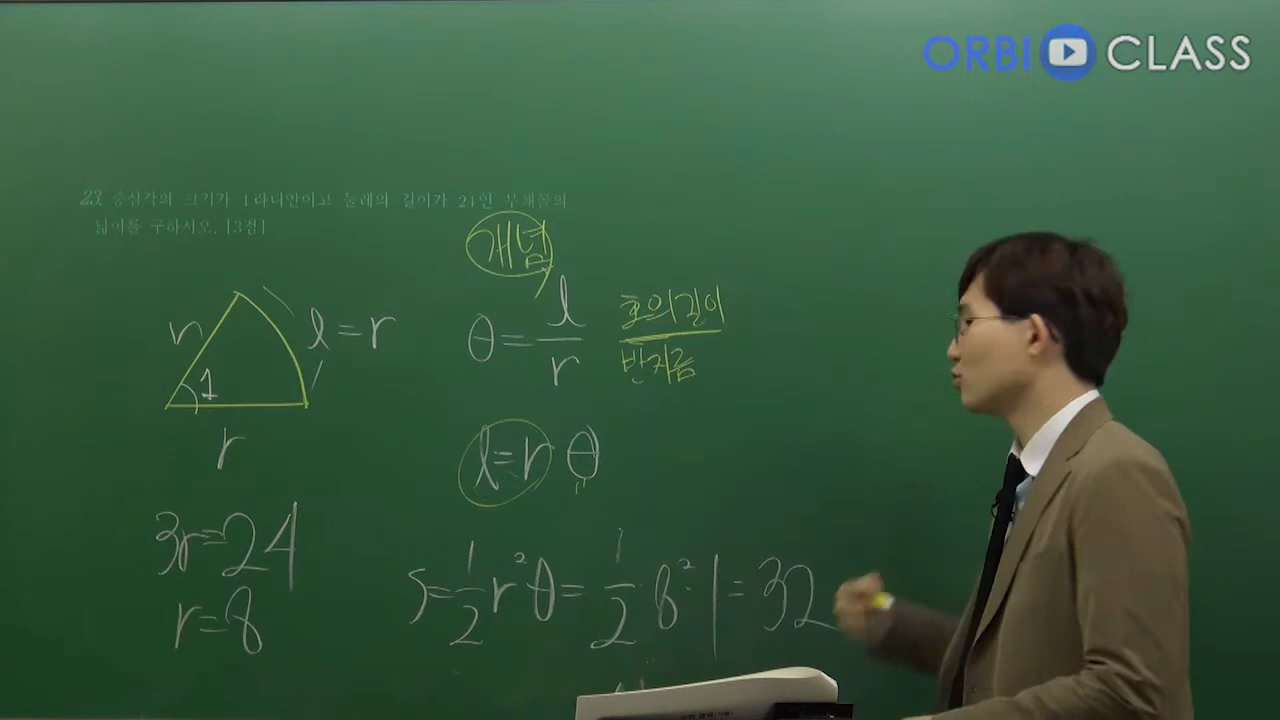 ORBI CLASS
23. 중심각의 크기가 1라디안이고 둘레의 길이가 24인 부채꼴의
넓이를 구하시오. [3점]
개념
r
l=r
1
r
θ=l/r
호의길이
반지름
l=rθ
3r=24
r=8
S=1/2r²θ=1/2·8²·1=32